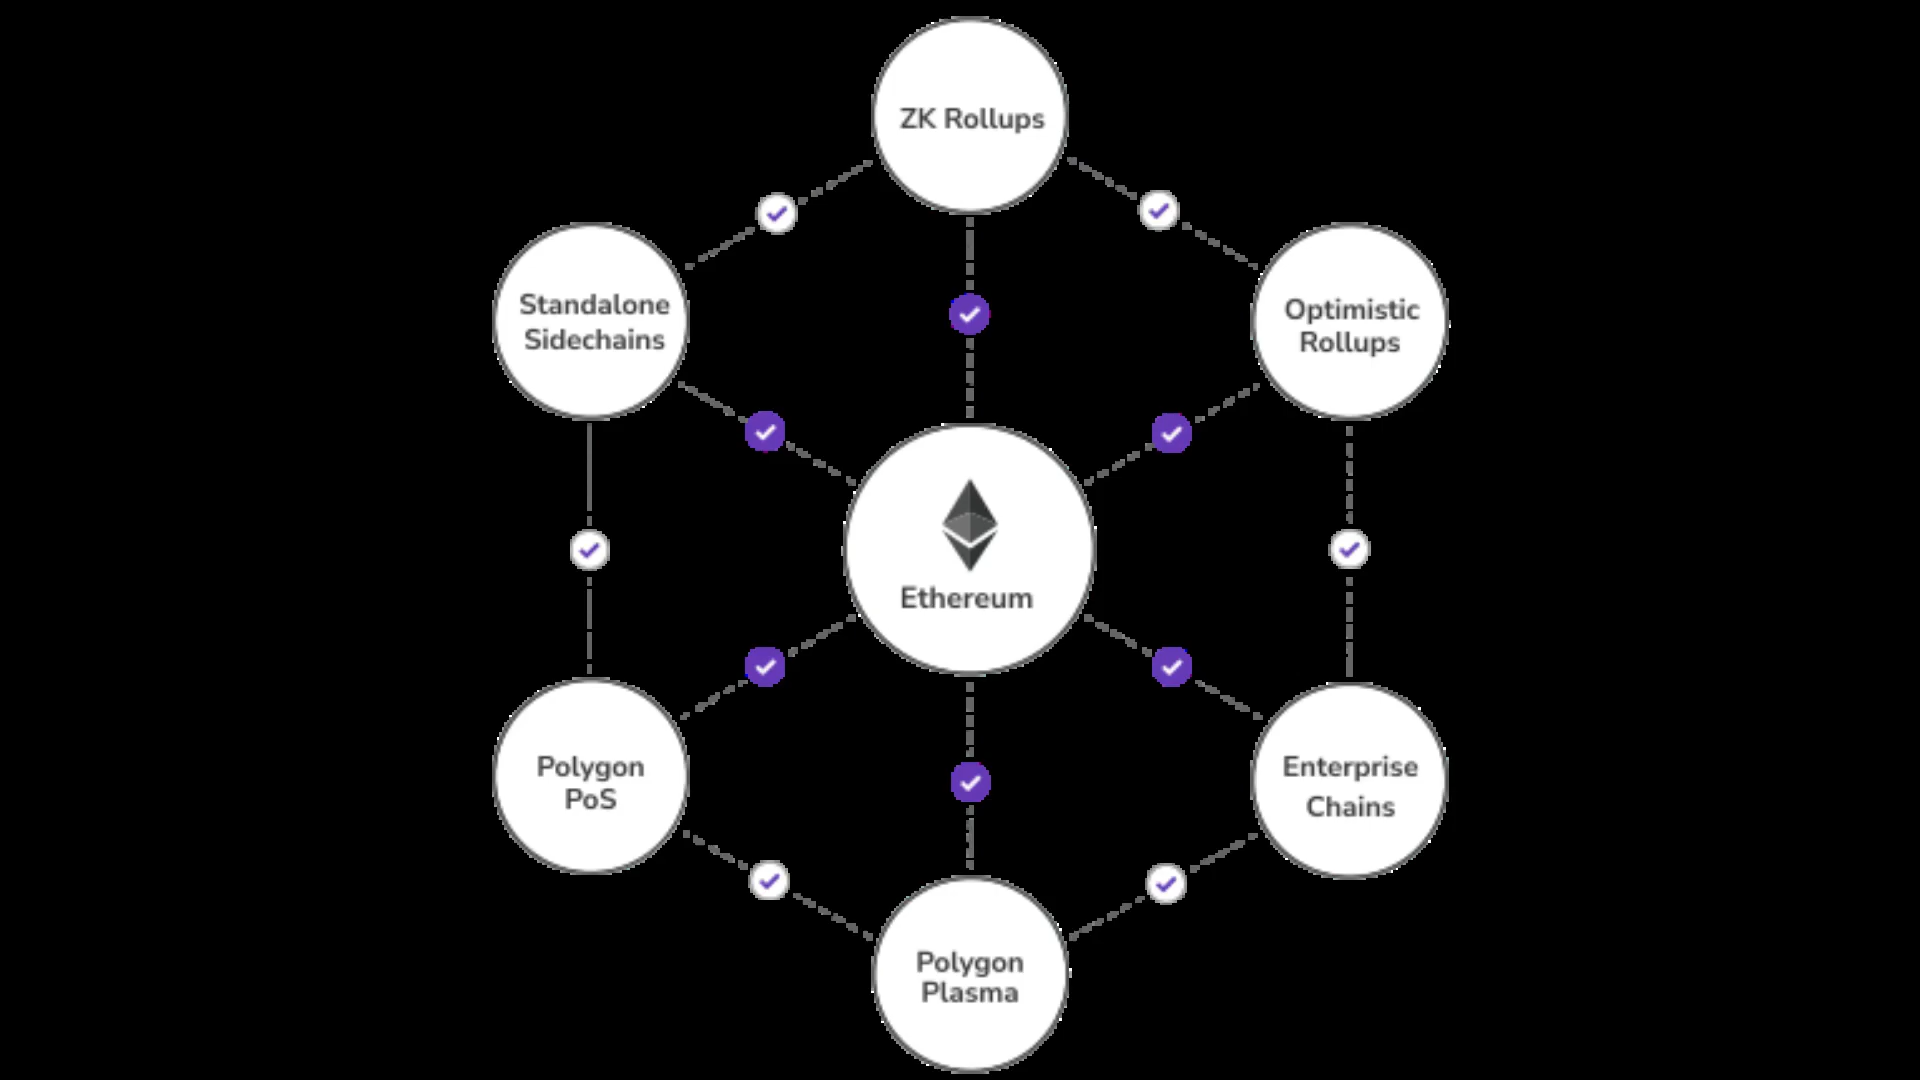 ZK Rollups
Standalone
Sidechains
Optimistic
Rollups
Ethereum
Polygon
PoS
Enterprise
Chains
Polygon
Plasma